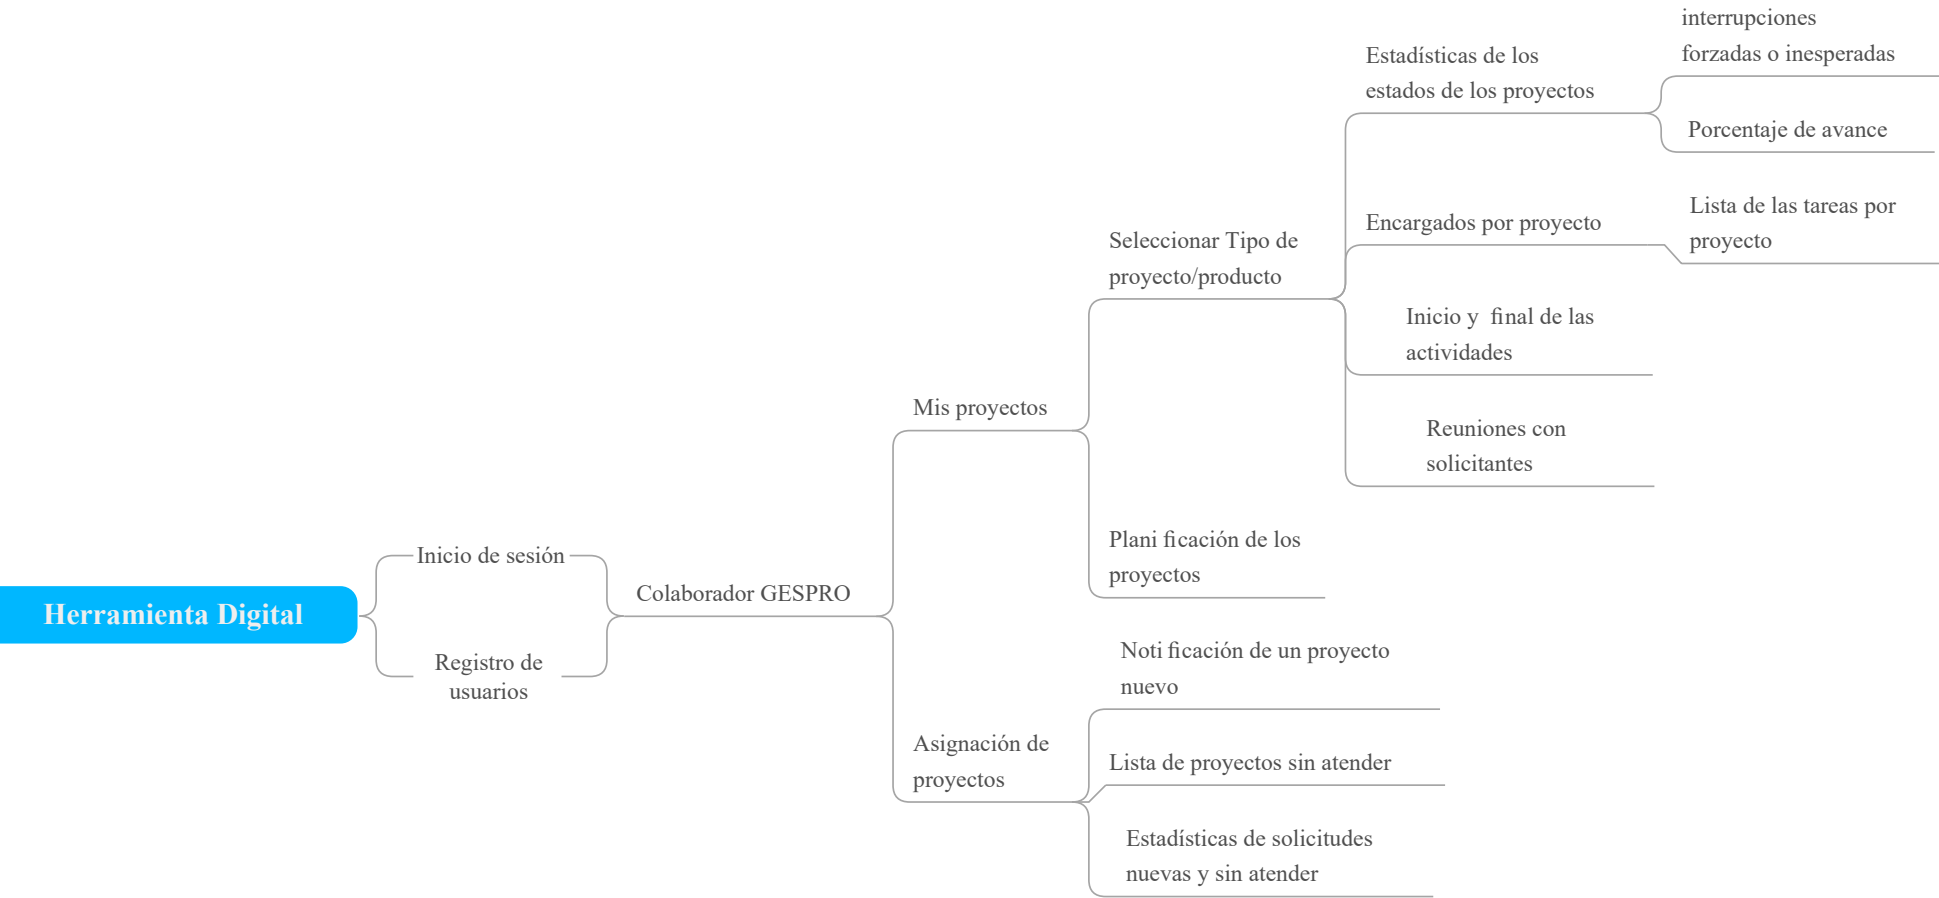 Herramienta Digital
Inicio de sesión
Registro de
usuarios
Colaborador GESPRO
Mis proyectos
Seleccionar Tipo de
proyecto/producto
Estadísticas de los
estados de los proyectos
interrupciones
forzadas o inesperadas
Porcentaje de avance
Encargados por proyecto
Lista de las tareas por
proyecto
Inicio y final de las
actividades
Reuniones con
solicitantes
Plani ficación de los
proyectos
Asignación de
proyectos
Noti ficación de un proyecto
nuevo
Lista de proyectos sin atender
Estadísticas de solicitudes
nuevas y sin atender